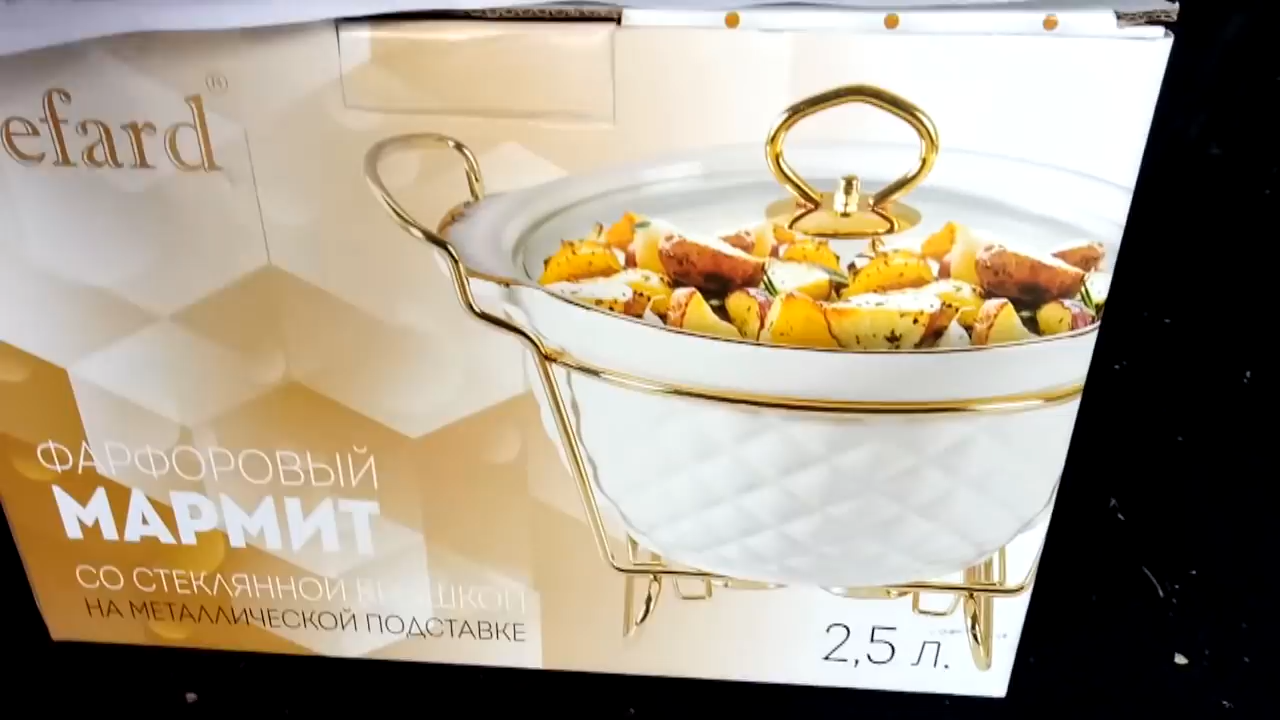 efard®
ФАРФОРОВЫЙ
МАРМИТ
СО СТЕКЛЯННОЙ КРЫШКОЙ
НА МЕТАЛЛИЧЕСКОЙ ПОДСТАВКЕ
2,5 л.